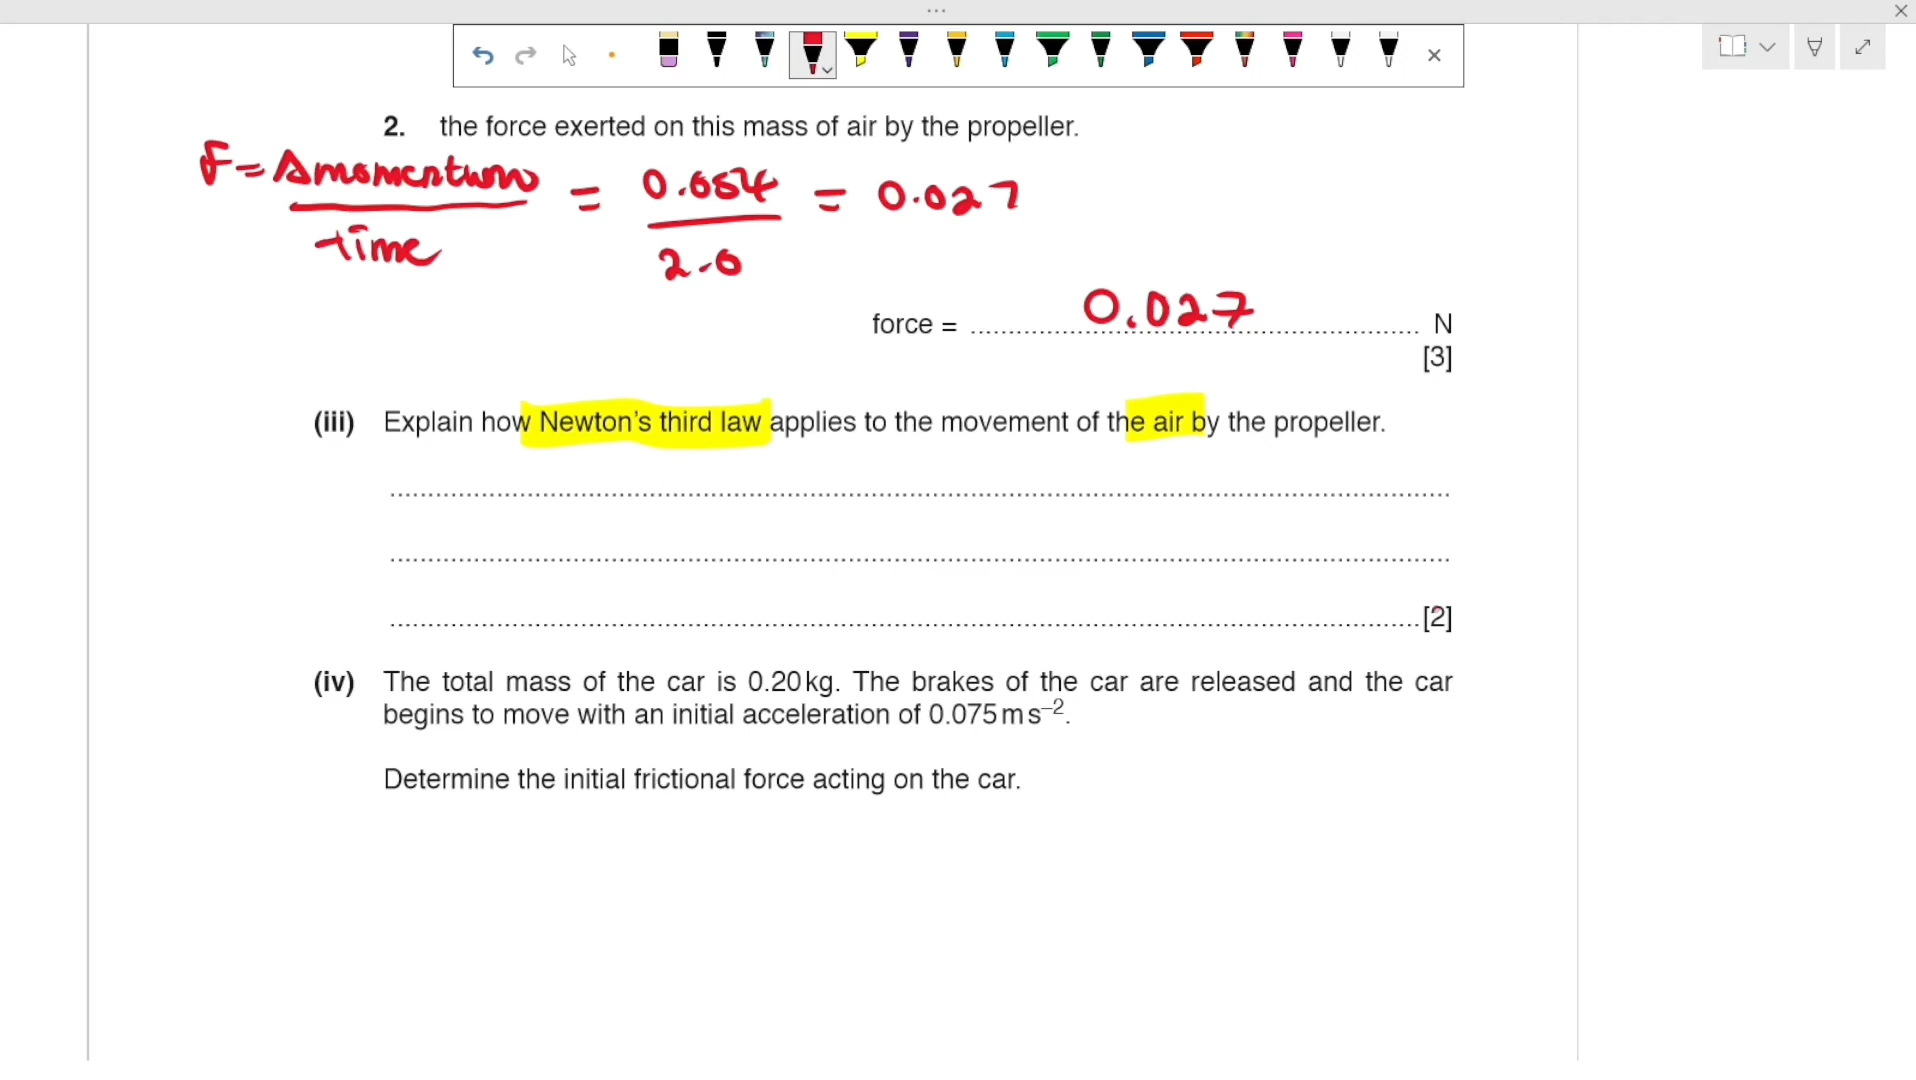 2. the force exerted on this mass of air by the propeller.
F = Δmomentum / time = 0.054 / 2.0 = 0.027
0.027
force = ........................................ N
[3]
(iii) Explain how Newton's third law applies to the movement of the air by the propeller.
[2]
(iv) The total mass of the car is 0.20 kg. The brakes of the car are released and the car
begins to move with an initial acceleration of 0.075 m s⁻².
Determine the initial frictional force acting on the car.